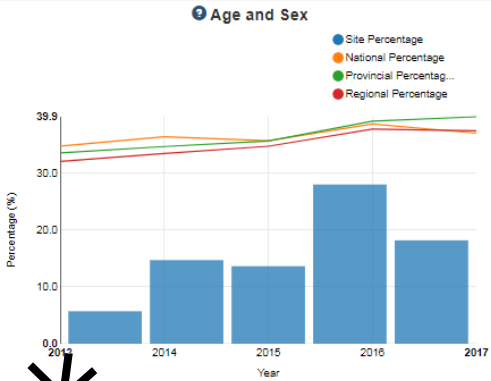 ? Age and Sex
Site Percentage
National Percentage
Provincial Percentag...
Regional Percentage
39.9
30.0
20.0
10.0
0.0
Percentage (%)
2013 2014 2015 2016 2017
Year